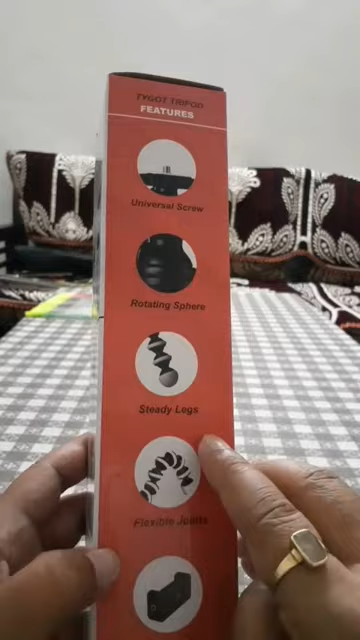 TYGOT TRIPOD
FEATURES
Universal Screw
Rotating Sphere
Steady Legs
Flexible Joints